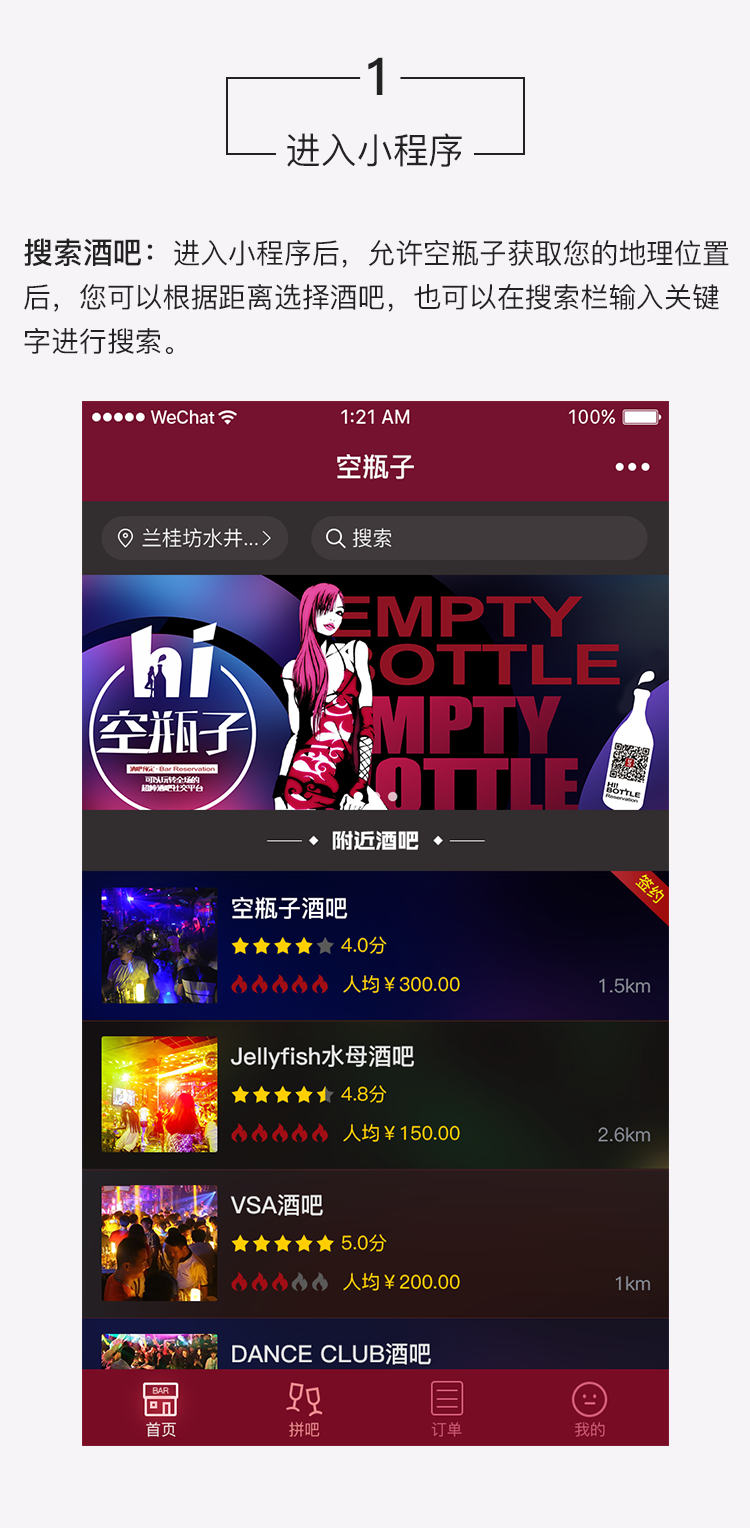 1
进入小程序
搜索酒吧：进入小程序后，允许空瓶子获取您的地理位置
后，您可以根据距离选择酒吧，也可以在搜索栏输入关键
字进行搜索。
WeChat 1:21 AM 100%
空瓶子
兰桂坊水井... 搜索
EMPTY
BOTTLE
MPTY
OTTLE
hi
空瓶子
酒吧预定·Bar Reservation
可以玩转全场的
超棒酒吧社交平台
HI!
BOTTLE
Reservation
附近酒吧
签约
空瓶子酒吧
4.0分
人均￥300.00 1.5km
Jellyfish水母酒吧
4.8分
人均￥150.00 2.6km
VSA酒吧
5.0分
人均￥200.00 1km
DANCE CLUB酒吧
BAR
首页 拼吧 订单 我的